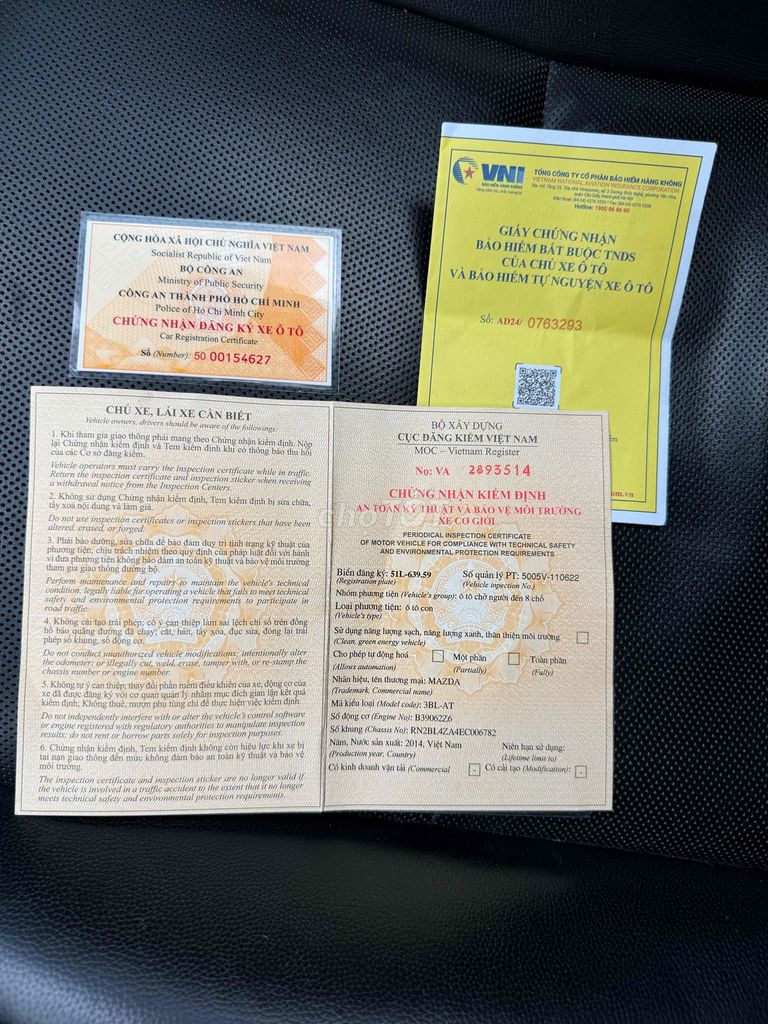 CỘNG HÒA XÃ HỘI CHỦ NGHĨA VIỆT NAM
Socialist Republic of Viet Nam
BỘ CÔNG AN
Ministry of Public Security
CÔNG AN THÀNH PHỐ HỒ CHÍ MINH
Police of Ho Chi Minh City
CHỨNG NHẬN ĐĂNG KÝ XE Ô TÔ
Car Registration Certificate
Số (Number): 50 00154627
VNI
BẢO HIỂM HÀNG KHÔNG
TỔNG CÔNG TY CỔ PHẦN BẢO HIỂM HÀNG KHÔNG
VIETNAM NATIONAL AVIATION INSURANCE CORPORATION
Hotline: 1900 96 96 90
GIẤY CHỨNG NHẬN
BẢO HIỂM BẮT BUỘC TNDS
CỦA CHỦ XE Ô TÔ
VÀ BẢO HIỂM TỰ NGUYỆN XE Ô TÔ
Số: AD24/ 0763293
om.vn
CHỦ XE, LÁI XE CẦN BIẾT
Vehicle owners, drivers should be aware of the followings:
1. Khi tham gia giao thông phải mang theo Chứng nhận kiểm định. Nộp
lại Chứng nhận kiểm định và Tem kiểm định khi có thông báo thu hồi
của các Cơ sở đăng kiểm.
Vehicle operators must carry the inspection certificate while in traffic.
Return the inspection certificate and inspection sticker when receiving
a withdrawal notice from the Inspection Centers.
2. Không sử dụng Chứng nhận kiểm định, Tem kiểm định bị sửa chữa,
tẩy xoá nội dung và làm giả.
Do not use inspection certificates or inspection stickers that have been
altered, erased, or forged.
3. Phải bảo dưỡng, sửa chữa để bảo đảm duy trì tình trạng kỹ thuật của
phương tiện; chịu trách nhiệm theo quy định của pháp luật đối với hành
vi đưa phương tiện không bảo đảm an toàn kỹ thuật và bảo vệ môi trường
tham gia giao thông đường bộ.
Perform maintenance and repairs to maintain the vehicle's technical
condition; legally liable for operating a vehicle that fails to meet technical
safety and environmental protection requirements to participate in
road traffic.
4. Không cải tạo trái phép; cố ý can thiệp làm sai lệch chỉ số trên đồng
hồ báo quãng đường đã chạy; cắt, hàn, tẩy xóa, đục sửa, đóng lại trái
phép số khung, số động cơ.
Do not conduct unauthorized vehicle modifications; intentionally alter
the odometer; or illegally cut, weld, erase, tamper with, or re-stamp the
chassis number or engine number.
5. Không tự ý can thiệp, thay đổi phần mềm điều khiển của xe, động cơ của
xe đã được đăng ký với cơ quan quản lý nhằm mục đích gian lận kết quả
kiểm định; Không thuê, mượn phụ tùng chỉ để thực hiện việc kiểm định.
Do not independently interfere with or alter the vehicle's control software
or engine registered with regulatory authorities to manipulate inspection
results; do not rent or borrow parts solely for inspection purposes.
6. Chứng nhận kiểm định, Tem kiểm định không còn hiệu lực khi xe bị
tai nạn giao thông đến mức không đảm bảo an toàn kỹ thuật và bảo vệ
môi trường.
The inspection certificate and inspection sticker are no longer valid if
the vehicle is involved in a traffic accident to the extent that it no longer
meets technical safety and environmental protection requirements.
BỘ XÂY DỰNG
CỤC ĐĂNG KIỂM VIỆT NAM
MOC – Vietnam Register
No: VA 2893514
CHỨNG NHẬN KIỂM ĐỊNH
AN TOÀN KỸ THUẬT VÀ BẢO VỆ MÔI TRƯỜNG
XE CƠ GIỚI
PERIODICAL INSPECTION CERTIFICATE
OF MOTOR VEHICLE FOR COMPLIANCE WITH TECHNICAL SAFETY
AND ENVIRONMENTAL PROTECTION REQUIREMENTS
Biển đăng ký: 51L-639.59 Số quản lý PT: 5005V-110622
(Registration plate) (Vehicle inspection No.)
Nhóm phương tiện (Vehicle's group): ô tô chở người đến 8 chỗ
Loại phương tiện: ô tô con
(Vehicle's type)
Sử dụng năng lượng sạch, năng lượng xanh, thân thiện môi trường
(Clean, green energy vehicle)
Cho phép tự động hoá Một phần Toàn phần
(Allows automation) (Partially) (Fully)
Nhãn hiệu, tên thương mại: MAZDA
(Trademark, Commercial name)
Mã kiểu loại (Model code): 3BL-AT
Số động cơ (Engine No): B39062Z6
Số khung (Chassis No): RN2BL4ZA4EC006782
Năm, Nước sản xuất: 2014, Việt Nam Niên hạn sử dụng:
(Production year, Country) (Lifetime limit to)
Có kinh doanh vận tải (Commercial - Có cải tạo (Modification): -